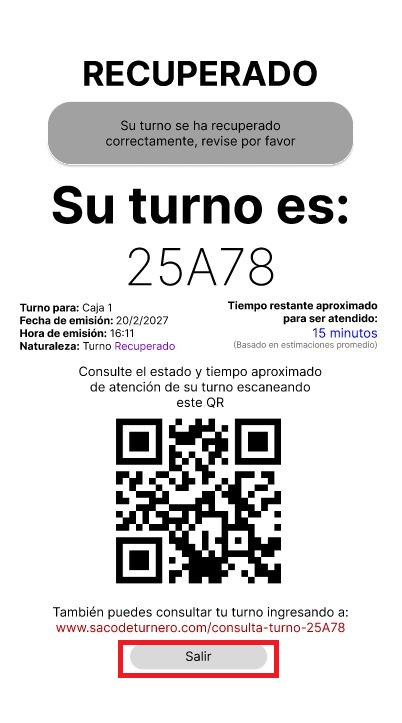 RECUPERADO
Su turno se ha recuperado
correctamente, revise por favor
Su turno es:
25A78
Turno para: Caja 1
Fecha de emisión: 20/2/2027
Hora de emisión: 16:11
Naturaleza: Turno Recuperado
Tiempo restante aproximado
para ser atendido:
15 minutos
(Basado en estimaciones promedio)
Consulte el estado y tiempo aproximado
de atención de su turno escaneando
este QR
También puedes consultar tu turno ingresando a:
www.sacodeturnero.com/consulta-turno-25A78
Salir